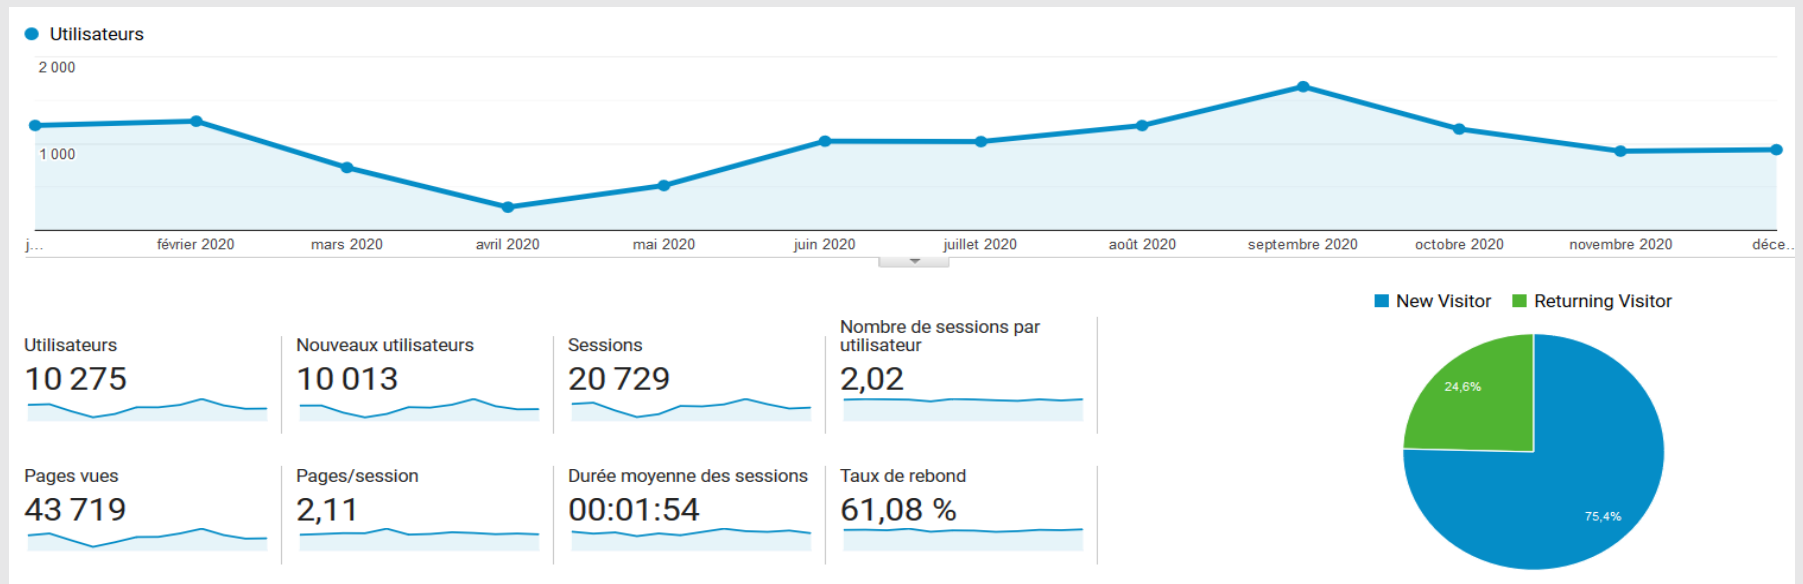 Utilisateurs
2 000
1 000
j...
février 2020
mars 2020
avril 2020
mai 2020
juin 2020
juillet 2020
août 2020
septembre 2020
octobre 2020
novembre 2020
déce...
New Visitor
Returning Visitor
Utilisateurs
10 275
Nouveaux utilisateurs
10 013
Sessions
20 729
Nombre de sessions par
utilisateur
2,02
Pages vues
43 719
Pages/session
2,11
Durée moyenne des sessions
00:01:54
Taux de rebond
61,08 %
24,6%
75,4%